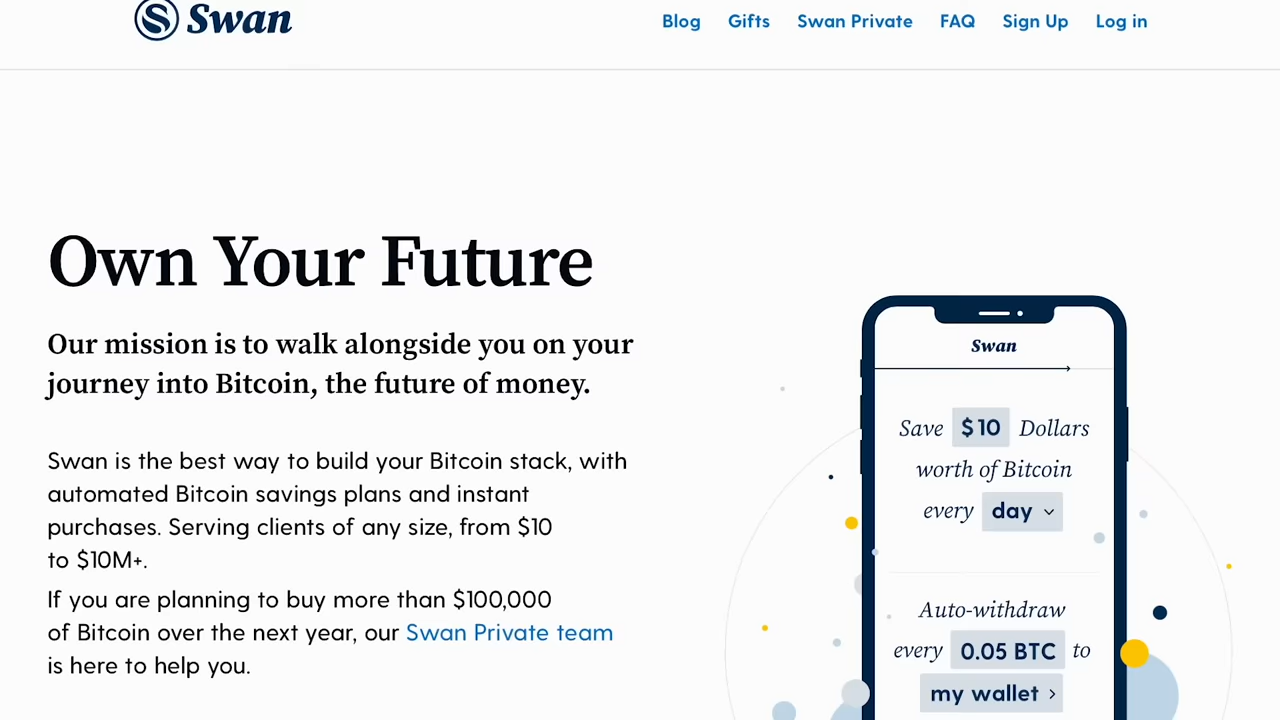 Swan
Blog Gifts Swan Private FAQ Sign Up Log in
Own Your Future
Our mission is to walk alongside you on your
journey into Bitcoin, the future of money.
Swan is the best way to build your Bitcoin stack, with
automated Bitcoin savings plans and instant
purchases. Serving clients of any size, from $10
to $10M+.
If you are planning to buy more than $100,000
of Bitcoin over the next year, our Swan Private team
is here to help you.
Swan
Save $10 Dollars
worth of Bitcoin
every day
Auto-withdraw
every 0.05 BTC to
my wallet